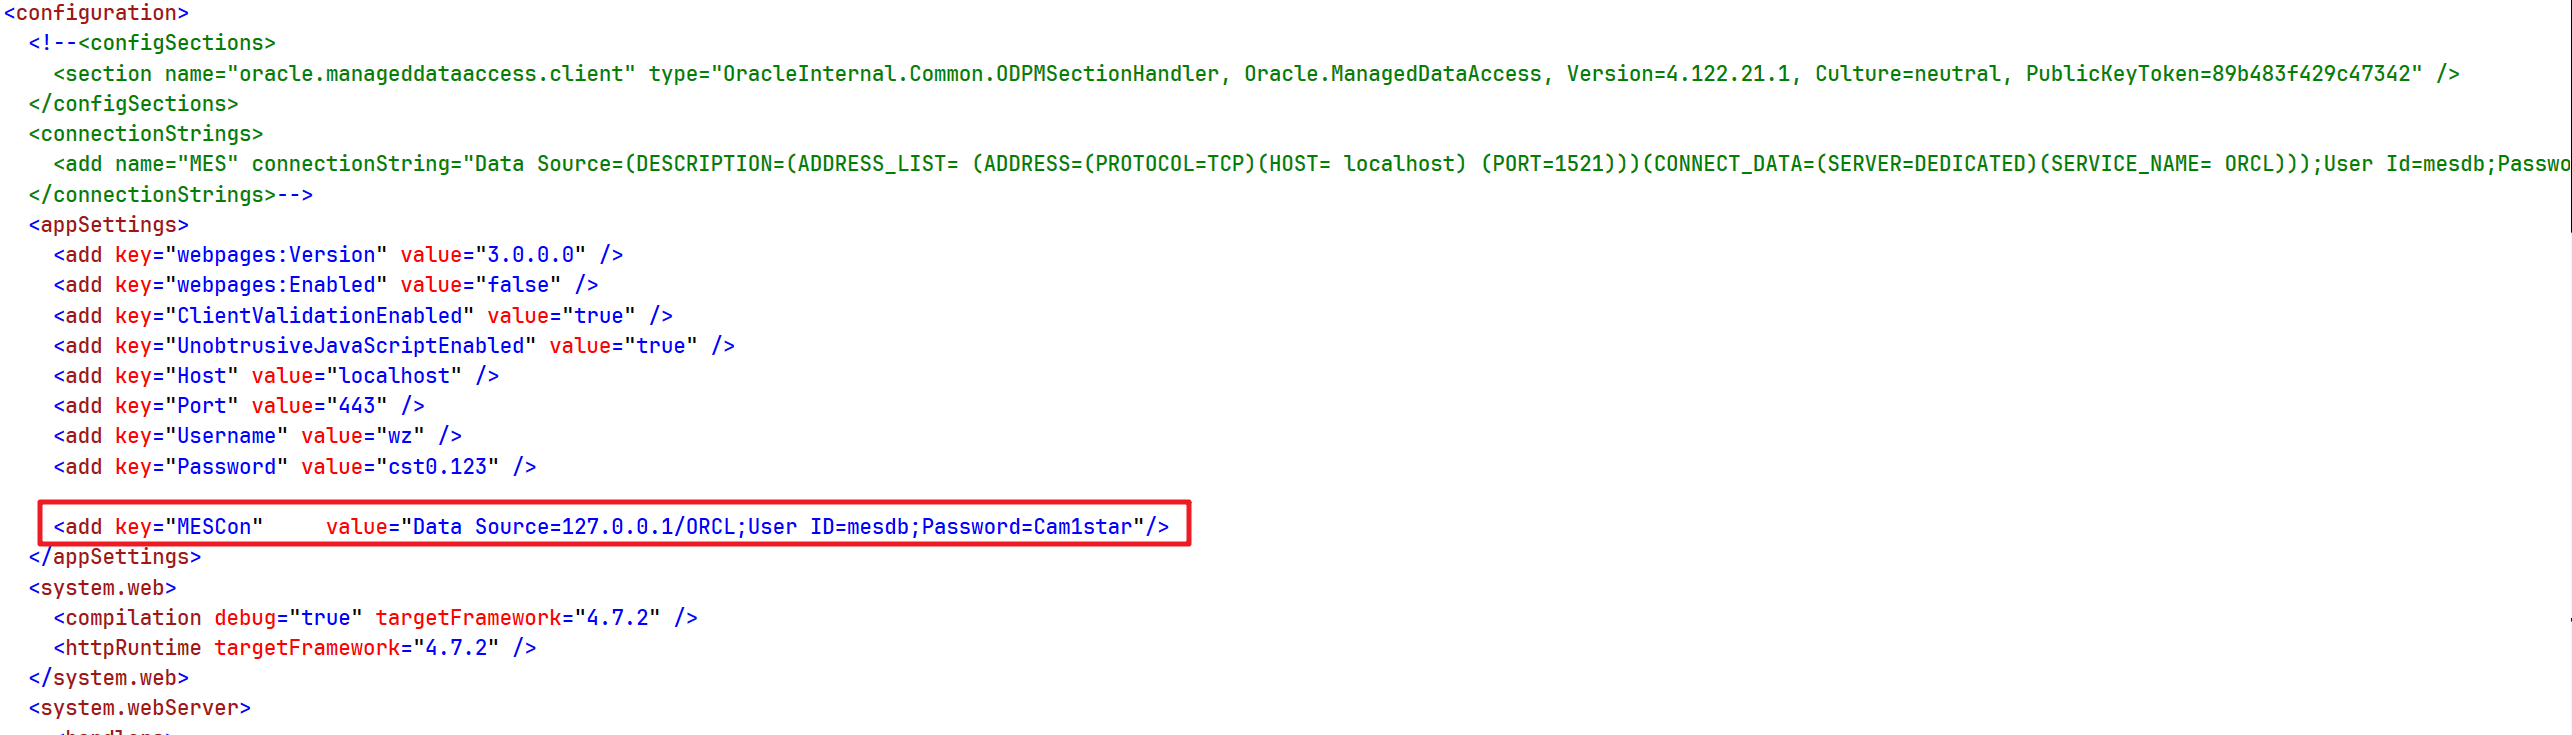 <configuration>
<!--<configSections>
<section name="oracle.manageddataaccess.client" type="OracleInternal.Common.ODPMSectionHandler, Oracle.ManagedDataAccess, Version=4.122.21.1, Culture=neutral, PublicKeyToken=89b483f429c47342" />
</configSections>
<connectionStrings>
<add name="MES" connectionString="Data Source=(DESCRIPTION=(ADDRESS_LIST= (ADDRESS=(PROTOCOL=TCP)(HOST= localhost) (PORT=1521)))(CONNECT_DATA=(SERVER=DEDICATED)(SERVICE_NAME= ORCL)));User Id=mesdb;Passwo
</connectionStrings>-->
<appSettings>
<add key="webpages:Version" value="3.0.0.0" />
<add key="webpages:Enabled" value="false" />
<add key="ClientValidationEnabled" value="true" />
<add key="UnobtrusiveJavaScriptEnabled" value="true" />
<add key="Host" value="localhost" />
<add key="Port" value="443" />
<add key="Username" value="wz" />
<add key="Password" value="cst0.123" />
<add key="MESCon" value="Data Source=127.0.0.1/ORCL;User ID=mesdb;Password=Cam1star"/>
</appSettings>
<system.web>
<compilation debug="true" targetFramework="4.7.2" />
<httpRuntime targetFramework="4.7.2" />
</system.web>
<system.webServer>